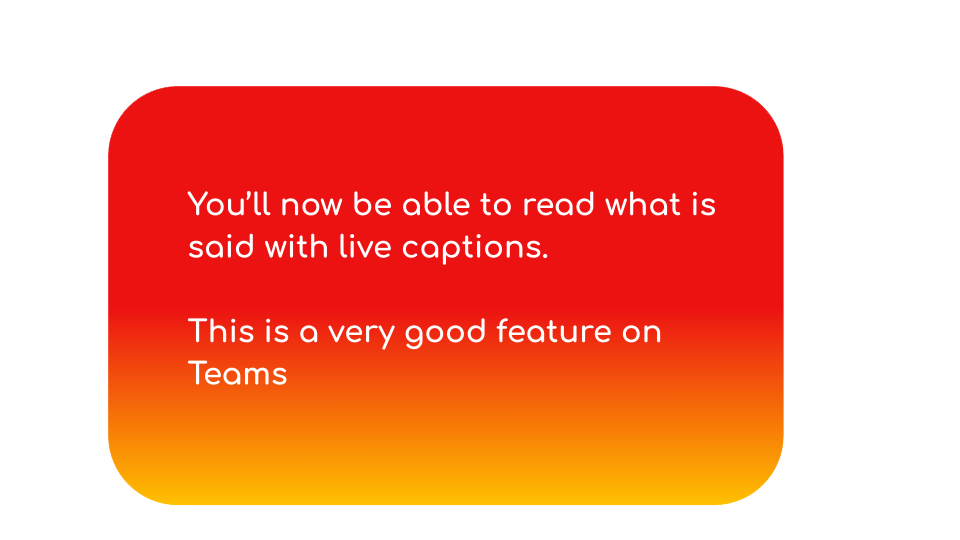 You’ll now be able to read what is
said with live captions.
This is a very good feature on
Teams